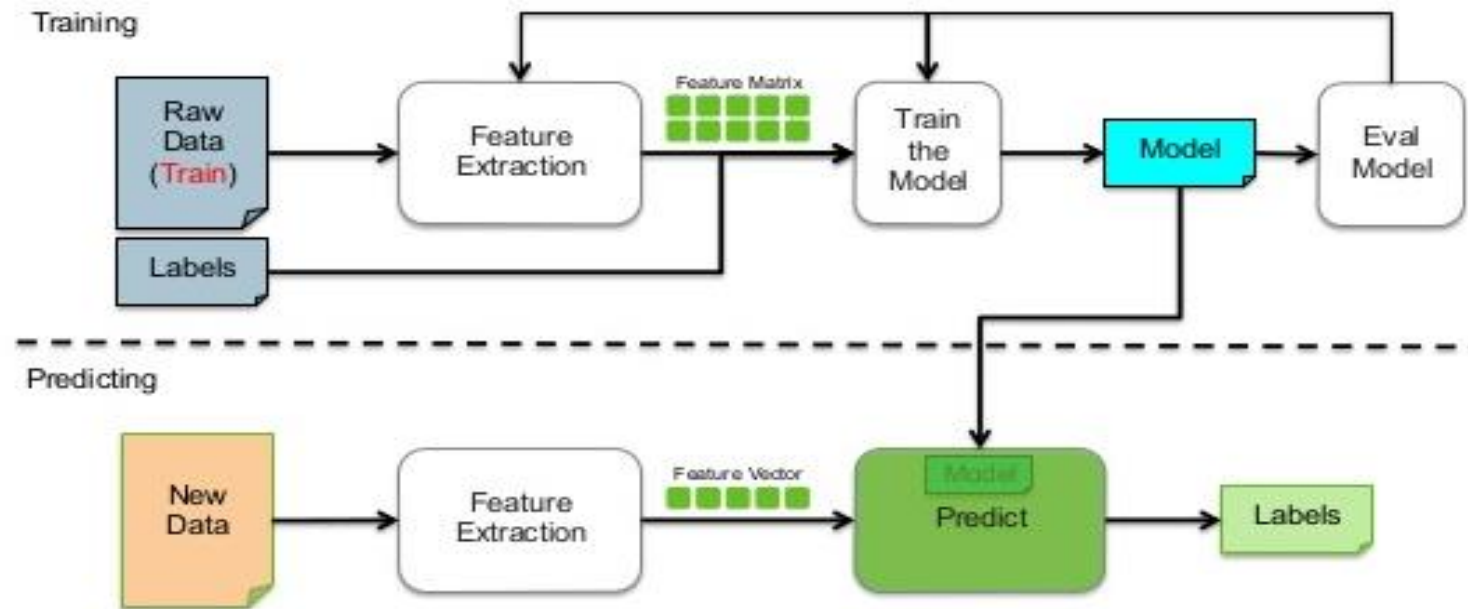 Training
Raw
Data
(Train)
Labels
Feature
Extraction
Feature Matrix
Train
the
Model
Model
Eval
Model
Predicting
New
Data
Feature
Extraction
Feature Vector
Model
Predict
Labels